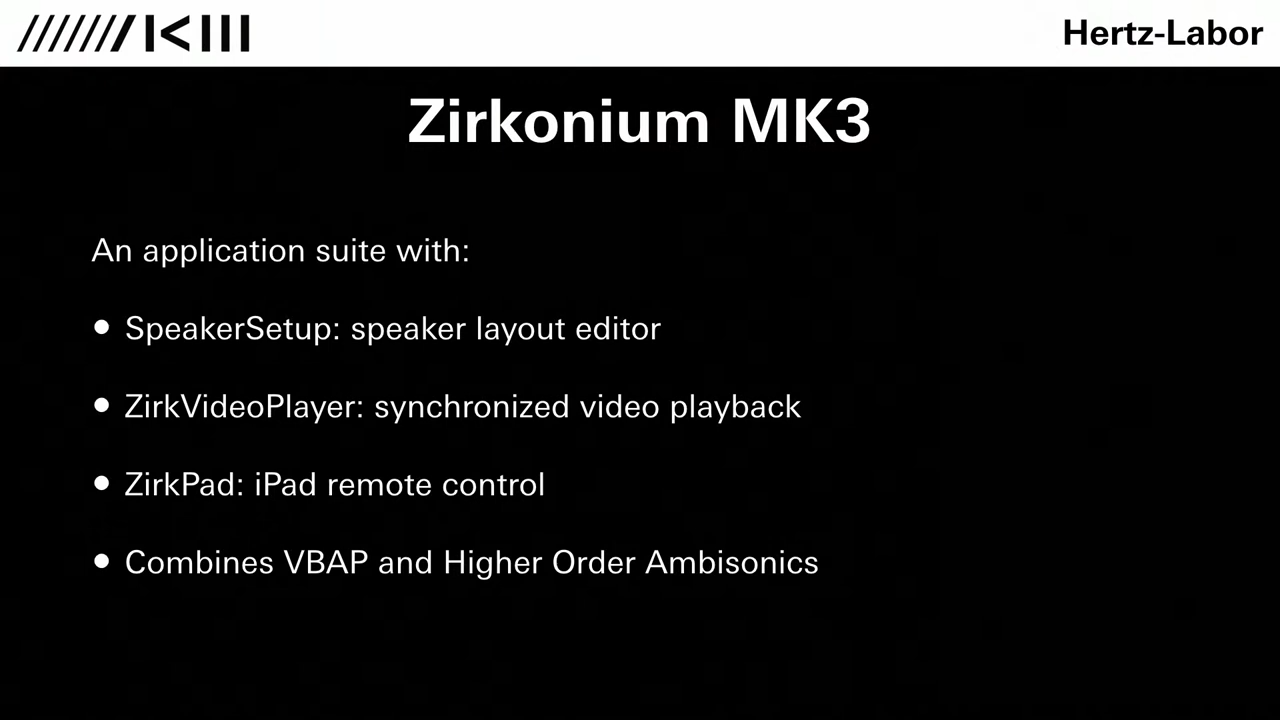 Hertz-Labor
Zirkonium MK3
An application suite with:
• SpeakerSetup: speaker layout editor
• ZirkVideoPlayer: synchronized video playback
• ZirkPad: iPad remote control
• Combines VBAP and Higher Order Ambisonics